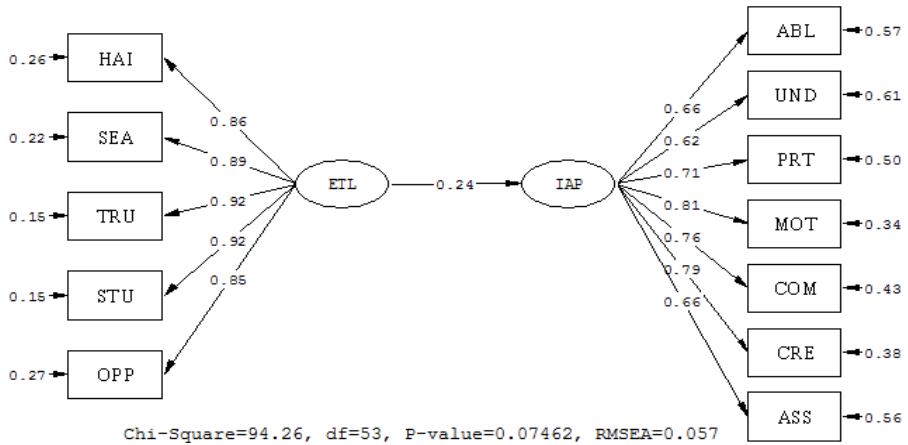 0.26 HAI
0.22 SEA
0.15 TRU
0.15 STU
0.27 OPP
0.86
0.89
0.92
0.92
0.85
ETL 0.24 IAP
0.66
0.62
0.71
0.81
0.76
0.79
0.66
ABL 0.57
UND 0.61
PRT 0.50
MOT 0.34
COM 0.43
CRE 0.38
ASS 0.56
Chi-Square=94.26, df=53, P-value=0.07462, RMSEA=0.057